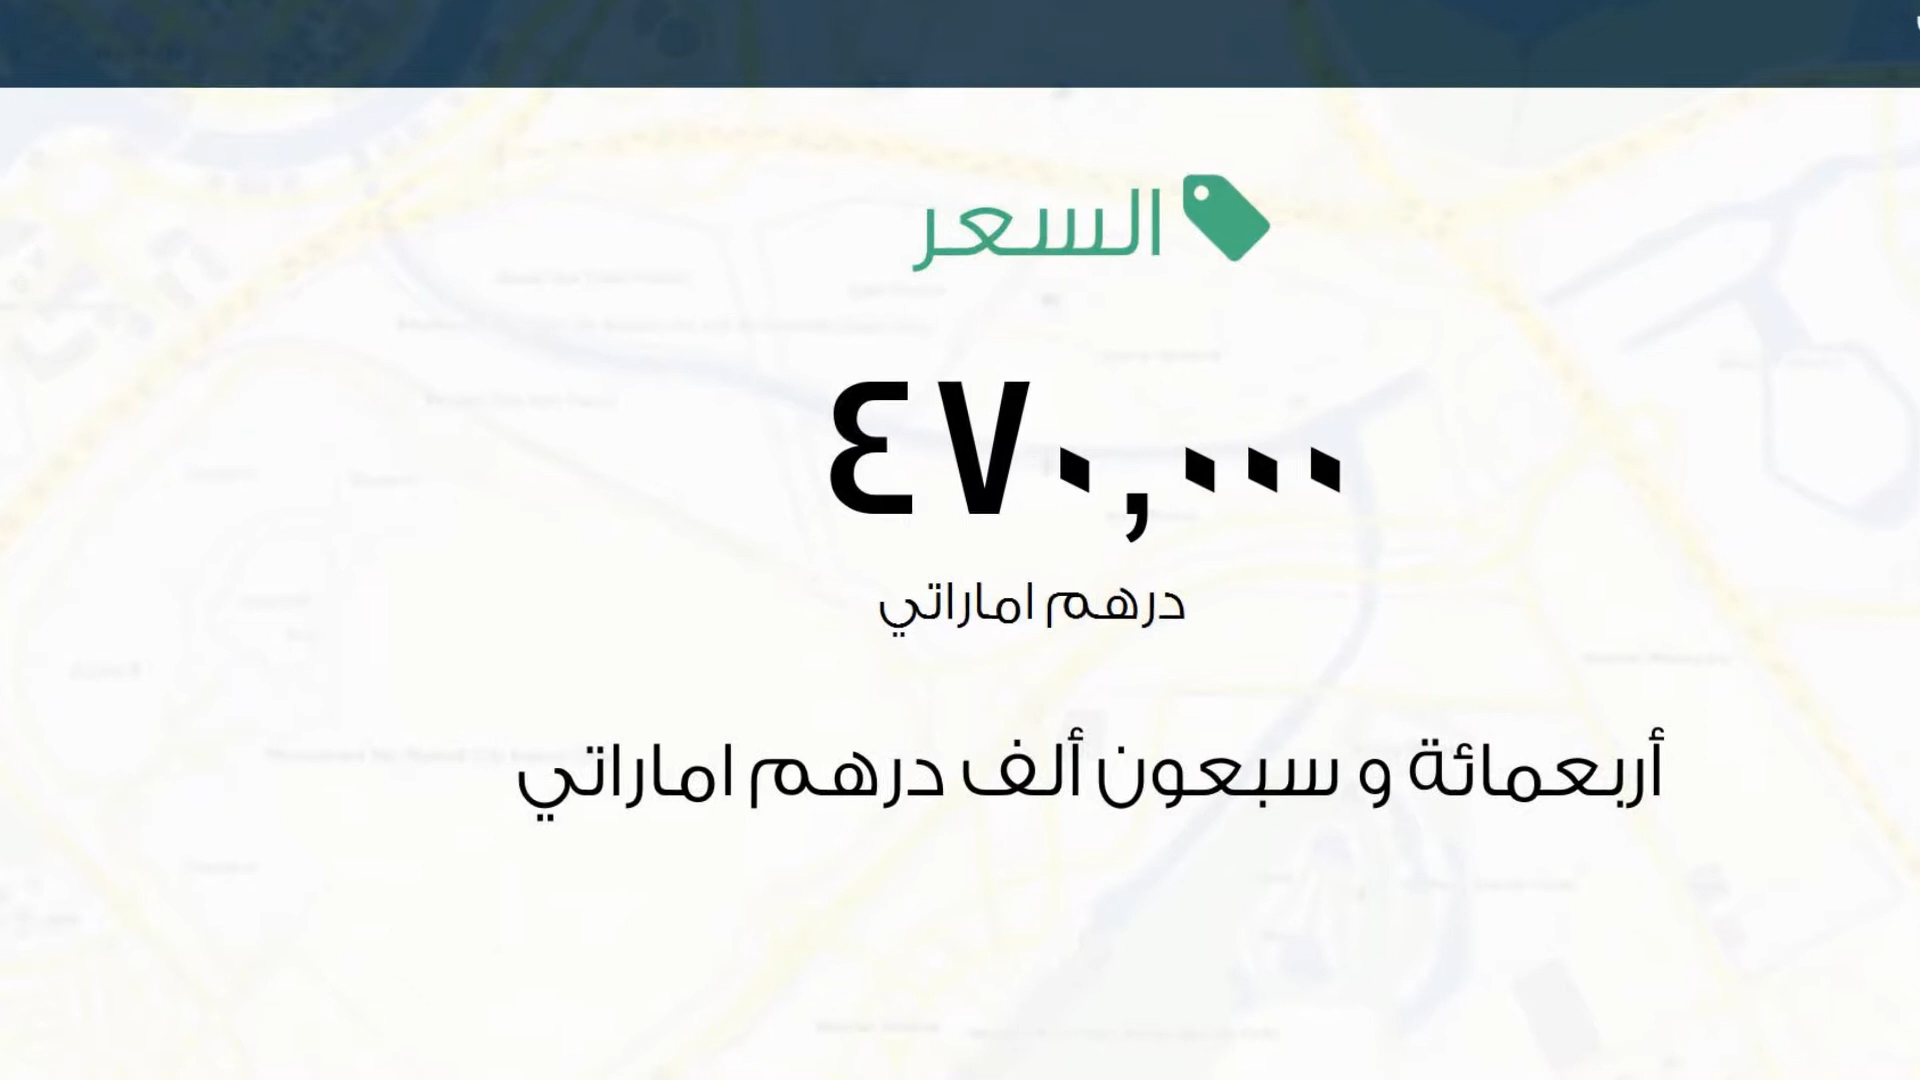 السعر
٤٧٠,٠٠٠
درهم اماراتي
أربعمائة و سبعون ألف درهم اماراتي